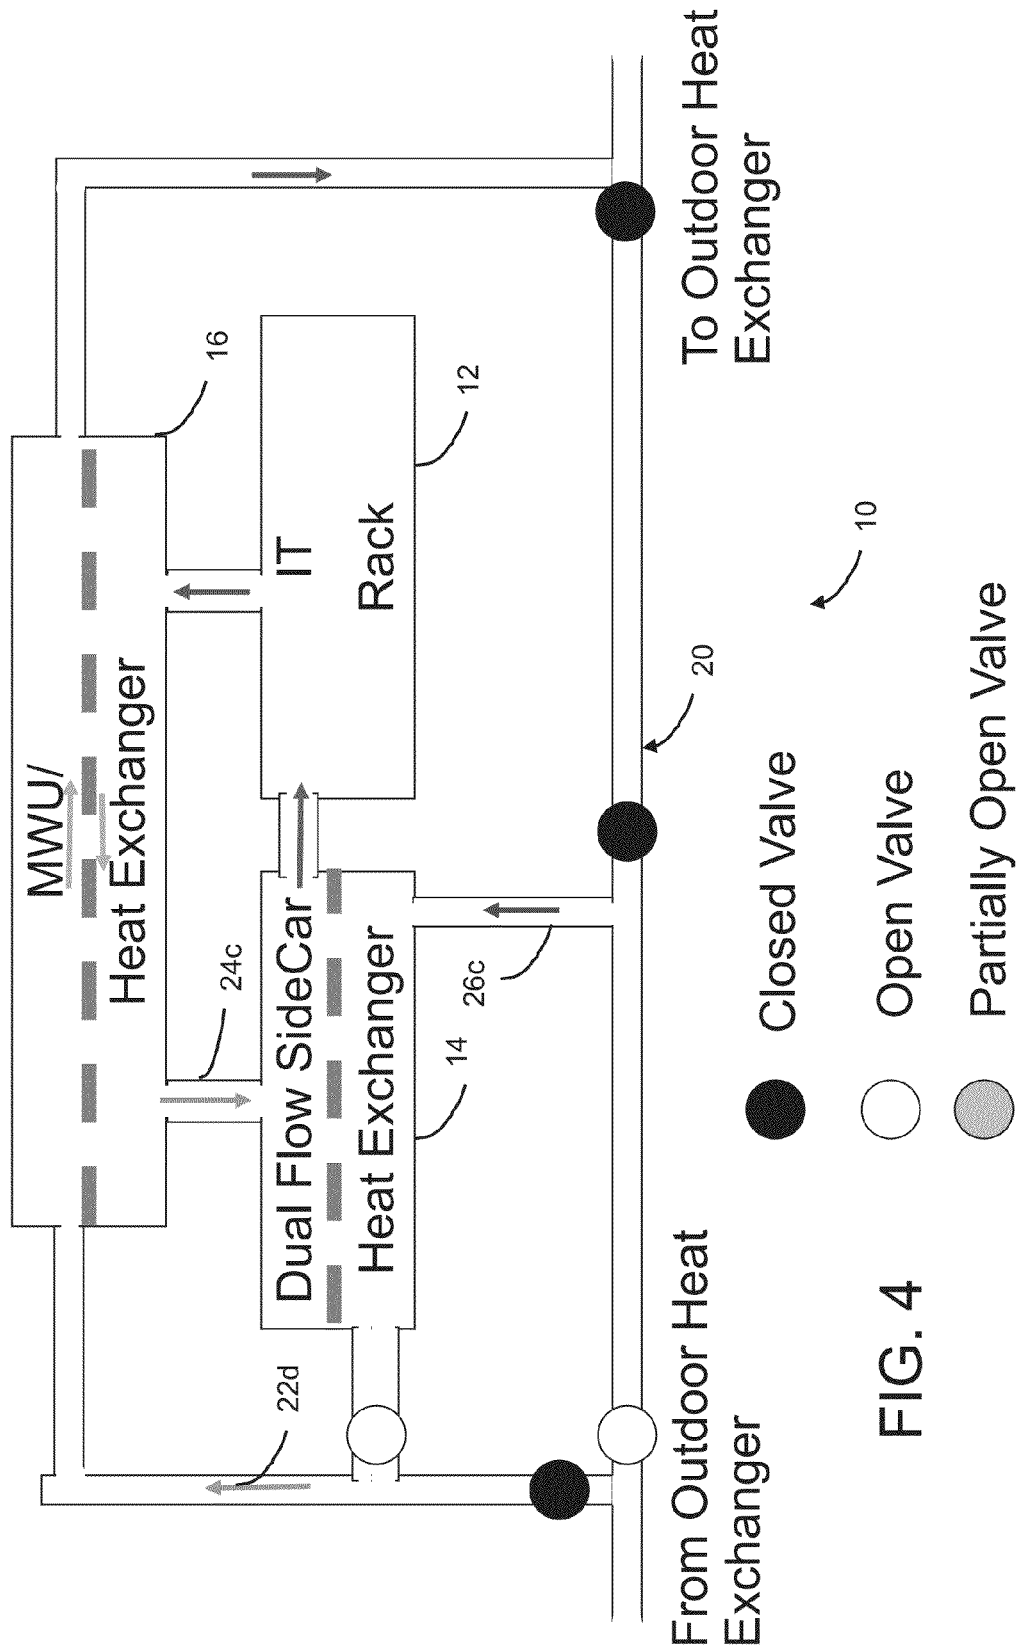 MWU/
Heat Exchanger
16
24c
22d
Dual Flow SideCar
Heat Exchanger
IT
Rack
12
14
26c
20
From Outdoor Heat
Exchanger
To Outdoor Heat
Exchanger
10
Closed Valve
Open Valve
Partially Open Valve
FIG. 4